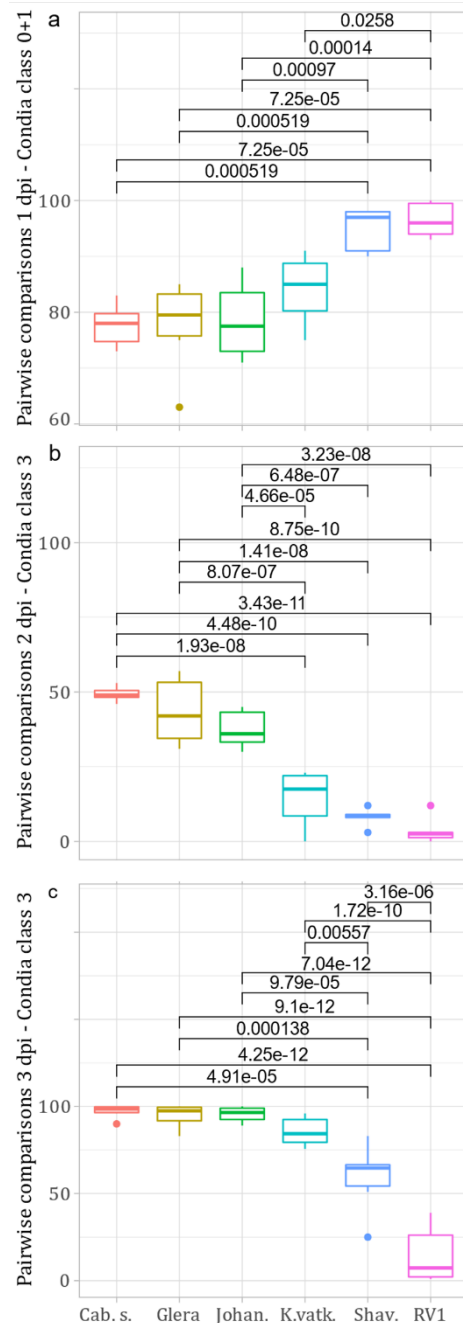 a
Pairwise comparisons 1 dpi - Condia class 0+1
0.0258
0.00014
0.00097
7.25e-05
0.000519
7.25e-05
0.000519
100
80
60
b
Pairwise comparisons 2 dpi - Condia class 3
3.23e-08
6.48e-07
4.66e-05
8.75e-10
1.41e-08
8.07e-07
3.43e-11
4.48e-10
1.93e-08
100
50
0
c
Pairwise comparisons 3 dpi - Condia class 3
3.16e-06
1.72e-10
0.00557
7.04e-12
9.79e-05
9.1e-12
0.000138
4.25e-12
4.91e-05
100
50
0
Cab. s. Glera Johan. K.vatk. Shav. RV1